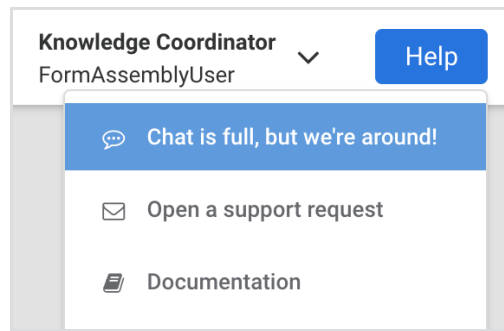 Knowledge Coordinator
FormAssemblyUser
Help
Chat is full, but we're around!
Open a support request
Documentation